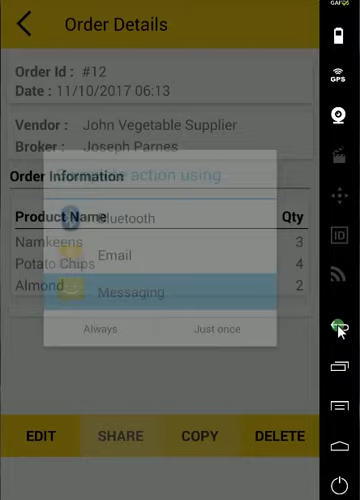 Order Details
Order Id : #12
Date : 11/10/2017 06:13
Vendor : John Vegetable Supplier
Broker : Joseph Parnes
Order Information
action using
Product Name Qty
Bluetooth
Namkeens 3
Email
Potato Chips 4
Almond 2
Messaging
Always Just once
EDIT SHARE COPY DELETE
GPS
ID